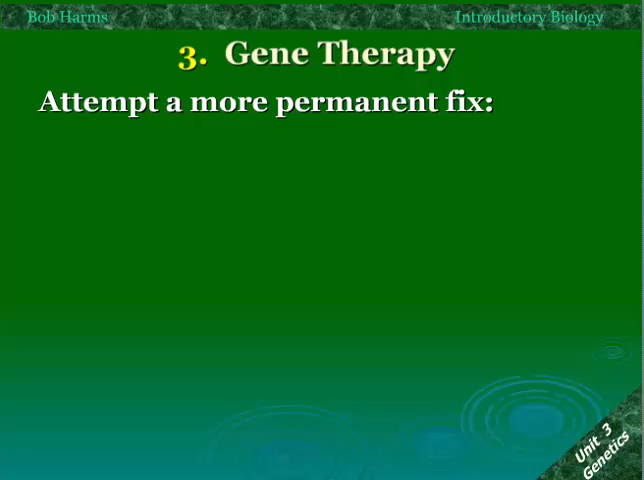 Bob Harms
Introductory Biology
3. Gene Therapy
Attempt a more permanent fix:
Unit 3
Genetics